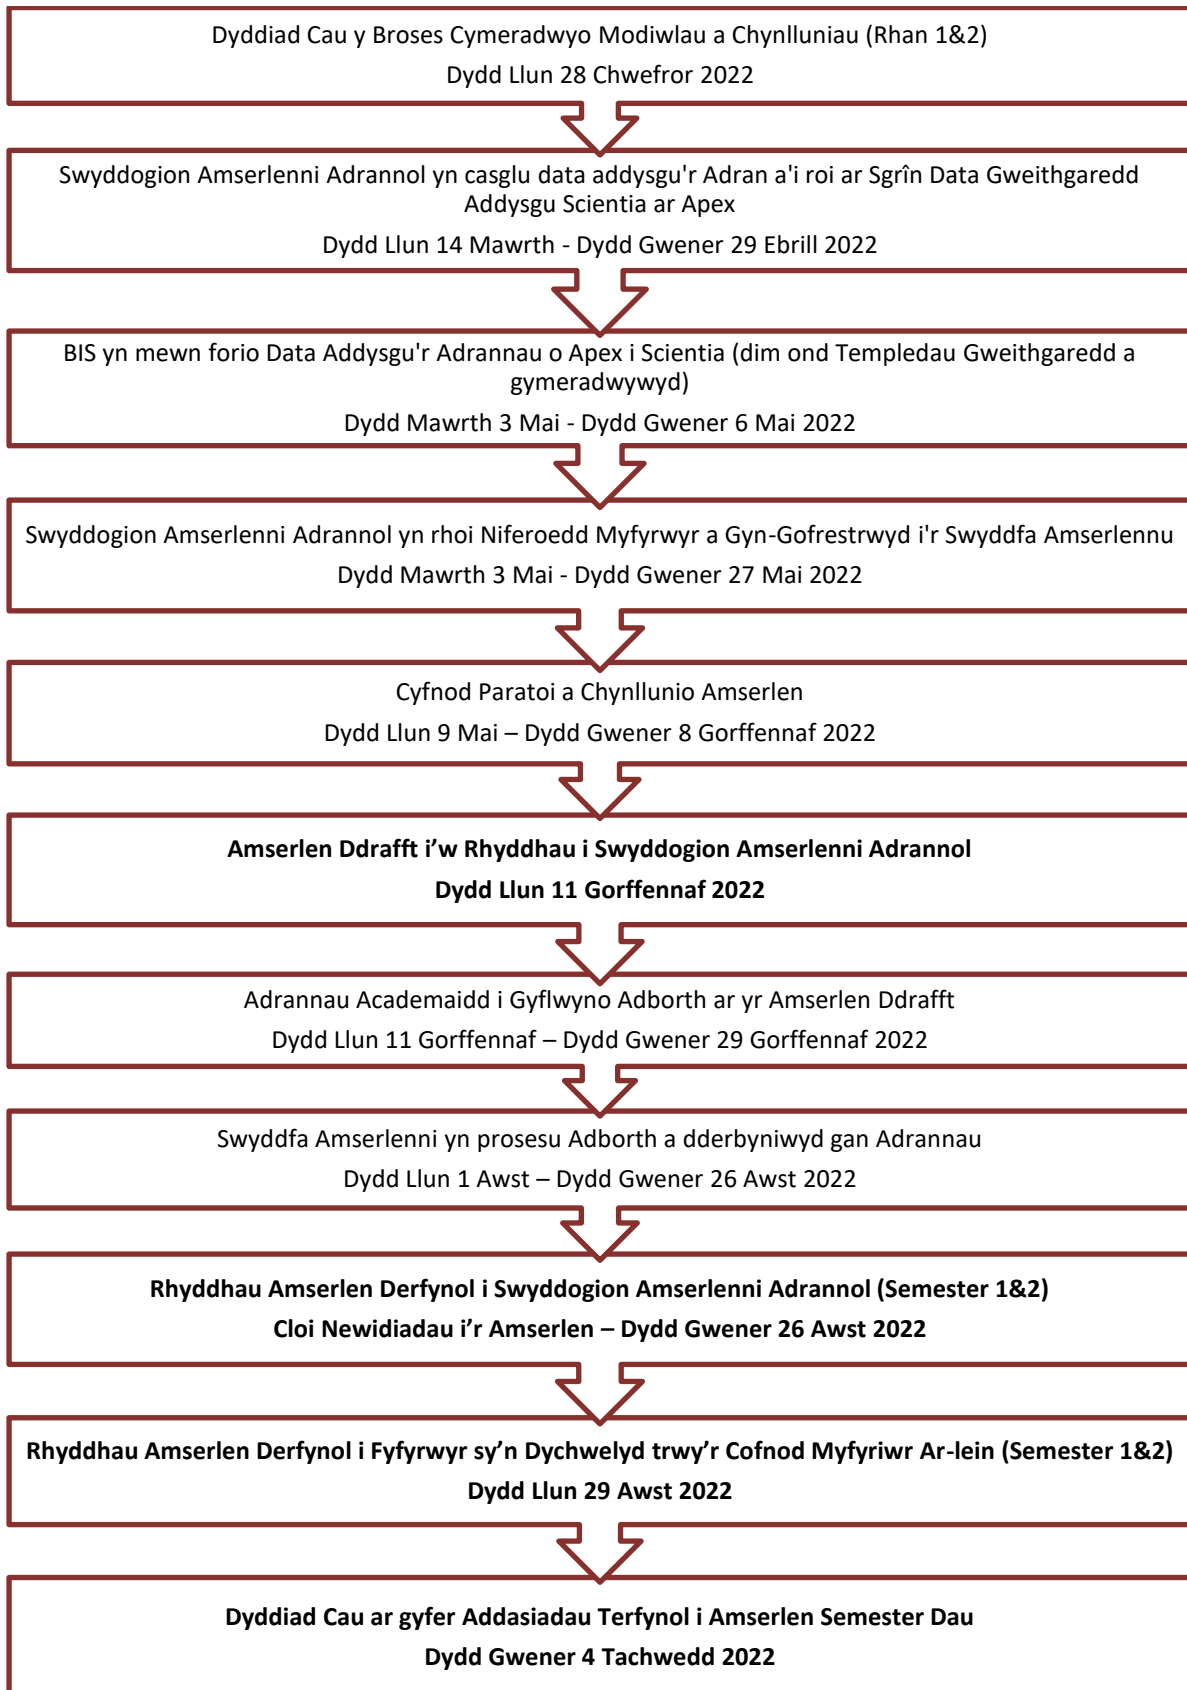 Dyddiad Cau y Broses Cymeradwyo Modiwlau a Chynlluniau (Rhan 1&2)
Dydd Llun 28 Chwefror 2022
Swyddogion Amserlenni Adrannol yn casglu data addysgu'r Adran a'i roi ar Sgrîn Data Gweithgaredd
Addysgu Scientia ar Apex
Dydd Llun 14 Mawrth - Dydd Gwener 29 Ebrill 2022
BIS yn mewn forio Data Addysgu'r Adrannau o Apex i Scientia (dim ond Templedau Gweithgaredd a
gymeradwywyd)
Dydd Mawrth 3 Mai - Dydd Gwener 6 Mai 2022
Swyddogion Amserlenni Adrannol yn rhoi Niferoedd Myfyrwyr a Gyn-Gofrestrwyd i'r Swyddfa Amserlennu
Dydd Mawrth 3 Mai - Dydd Gwener 27 Mai 2022
Cyfnod Paratoi a Chynllunio Amserlen
Dydd Llun 9 Mai – Dydd Gwener 8 Gorffennaf 2022
Amserlen Ddrafft i’w Rhyddhau i Swyddogion Amserlenni Adrannol
Dydd Llun 11 Gorffennaf 2022
Adrannau Academaidd i Gyflwyno Adborth ar yr Amserlen Ddrafft
Dydd Llun 11 Gorffennaf – Dydd Gwener 29 Gorffennaf 2022
Swyddfa Amserlenni yn prosesu Adborth a dderbyniwyd gan Adrannau
Dydd Llun 1 Awst – Dydd Gwener 26 Awst 2022
Rhyddhau Amserlen Derfynol i Swyddogion Amserlenni Adrannol (Semester 1&2)
Cloi Newidiadau i’r Amserlen – Dydd Gwener 26 Awst 2022
Rhyddhau Amserlen Derfynol i Fyfyrwyr sy’n Dychwelyd trwy’r Cofnod Myfyriwr Ar-lein (Semester 1&2)
Dydd Llun 29 Awst 2022
Dyddiad Cau ar gyfer Addasiadau Terfynol i Amserlen Semester Dau
Dydd Gwener 4 Tachwedd 2022